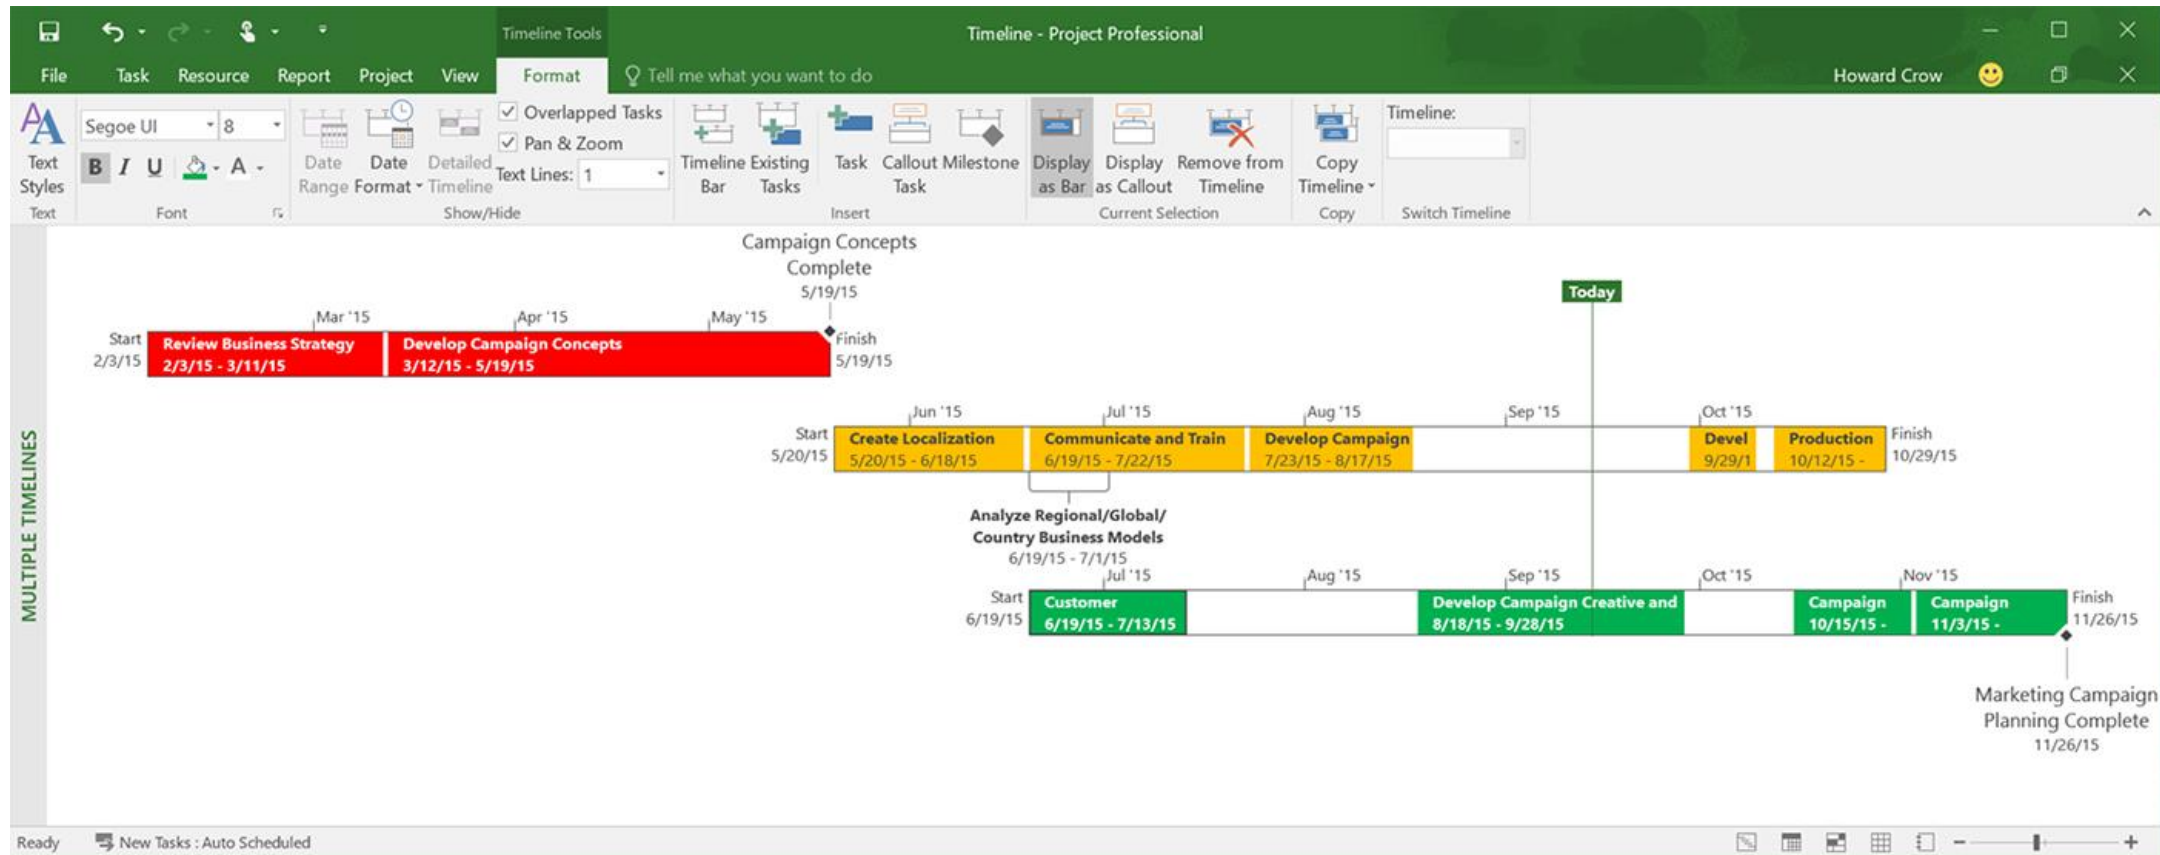 Timeline Tools
Timeline - Project Professional
File Task Resource Report Project View Format Tell me what you want to do Howard Crow
Text Styles
Text
Segoe UI 8
B I U A
Font
Date Range
Date Format
Detailed Timeline
Overlapped Tasks
Pan & Zoom
Text Lines: 1
Show/Hide
Timeline Bar
Existing Tasks
Task
Callout Task
Milestone
Insert
Display as Bar
Display as Callout
Remove from Timeline
Current Selection
Copy Timeline
Copy
Timeline:
Switch Timeline
MULTIPLE TIMELINES
Campaign Concepts
Complete
5/19/15
Today
Mar '15 Apr '15 May '15
Start
2/3/15
Review Business Strategy
2/3/15 - 3/11/15
Develop Campaign Concepts
3/12/15 - 5/19/15
Finish
5/19/15
Jun '15 Jul '15 Aug '15 Sep '15 Oct '15
Start
5/20/15
Create Localization
5/20/15 - 6/18/15
Communicate and Train
6/19/15 - 7/22/15
Develop Campaign
7/23/15 - 8/17/15
Devel
9/29/1
Production
10/12/15 -
Finish
10/29/15
Analyze Regional/Global/
Country Business Models
6/19/15 - 7/1/15
Jul '15 Aug '15 Sep '15 Oct '15 Nov '15
Start
6/19/15
Customer
6/19/15 - 7/13/15
Develop Campaign Creative and
8/18/15 - 9/28/15
Campaign
10/15/15 -
Campaign
11/3/15 -
Finish
11/26/15
Marketing Campaign
Planning Complete
11/26/15
Ready New Tasks : Auto Scheduled